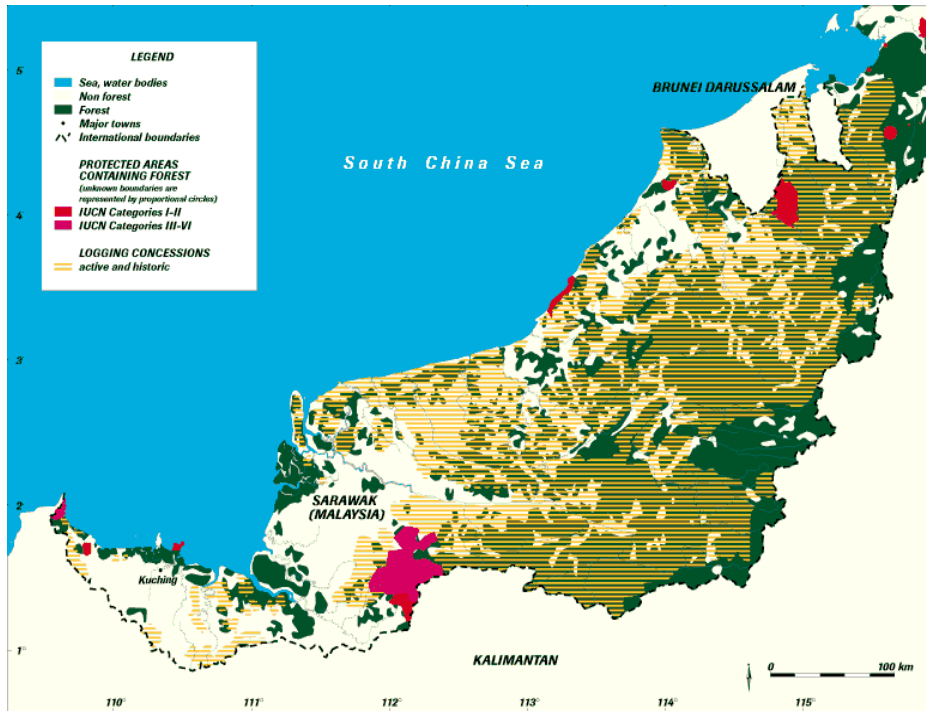 LEGEND
Sea, water bodies
Non forest
Forest
Major towns
International boundaries
PROTECTED AREAS
CONTAINING FOREST
(unknown boundaries are
represented by proportional circles)
IUCN Categories I-II
IUCN Categories III-VI
LOGGING CONCESSIONS
active and historic
BRUNEI DARUSSALAM
South China Sea
SARAWAK
(MALAYSIA)
Kuching
KALIMANTAN
0 100 km
5°
4°
3°
2°
1°
110°
111°
112°
113°
114°
115°